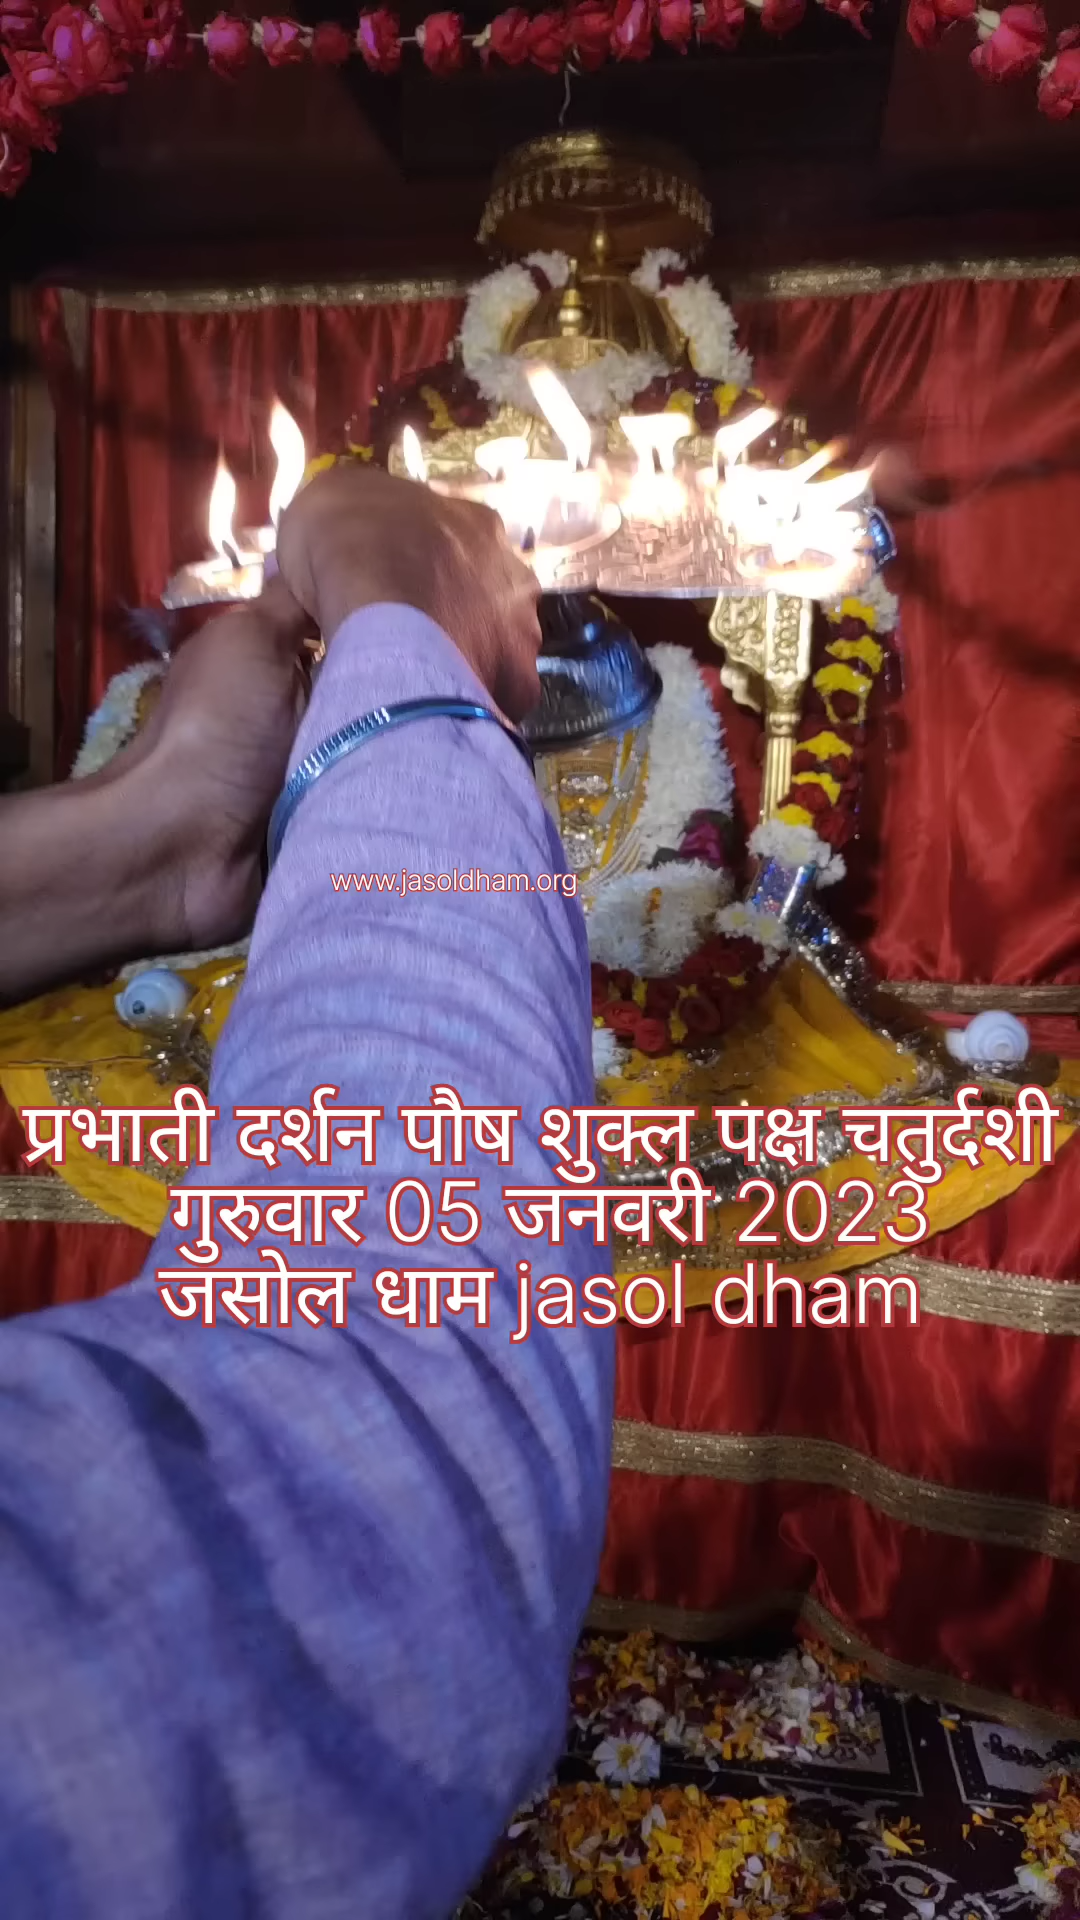 www.jasoldham.org
प्रभाती दर्शन पौष शुक्ल पक्ष चतुर्दशी
गुरुवार 05 जनवरी 2023
जसोल धाम jasol dham